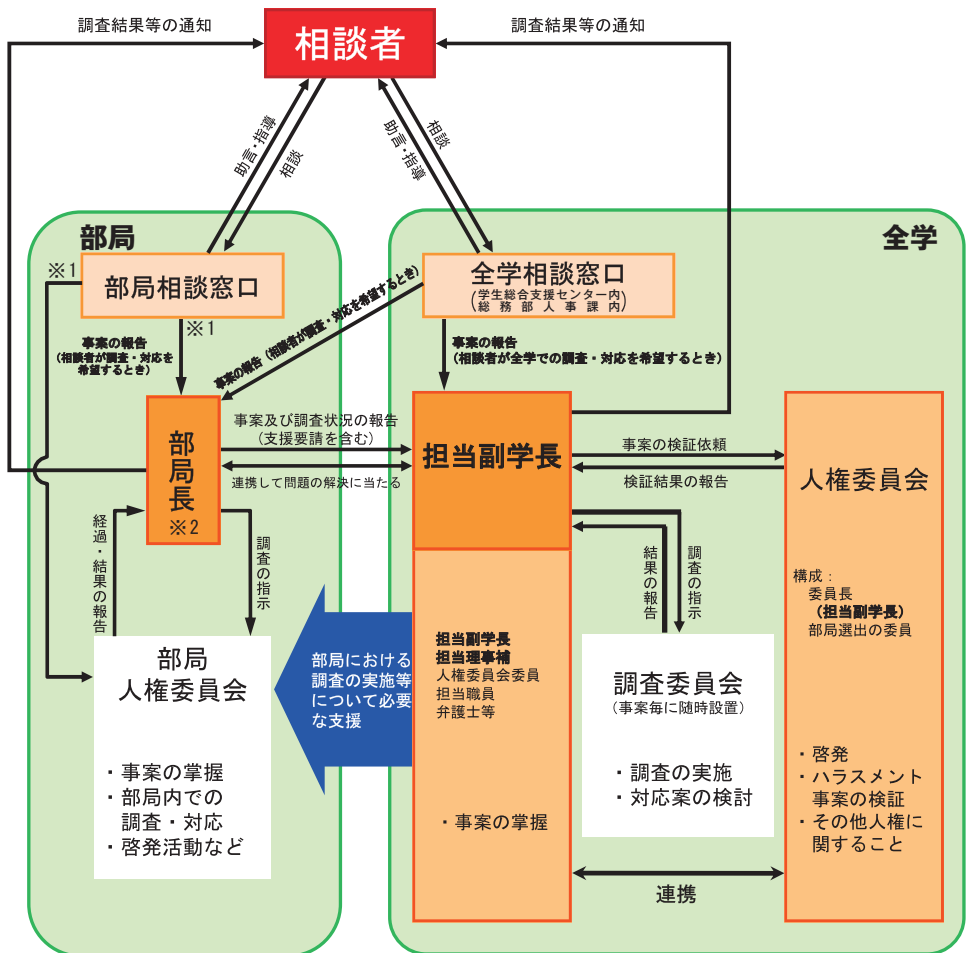 調査結果等の通知
調査結果等の通知
相談者
助言・指導
相談
助言・指導
相談
部局
全学
※1
部局相談窓口
※1
全学相談窓口
(学生総合支援センター内)
(総務部人事課内)
事案の報告
(相談者が調査・対応を
希望するとき)
事案の報告(相談者が調査・対応を希望するとき)
事案の報告
(相談者が全学での調査・対応を希望するとき)
部局長
※2
事案及び調査状況の報告
(支援要請を含む)
連携して問題の解決に当たる
担当副学長
事案の検証依頼
検証結果の報告
人権委員会
経過・結果の報告
調査の指示
結果の報告
調査の指示
構成:
委員長
(担当副学長)
部局選出の委員
部局
人権委員会
・事案の掌握
・部局内での
調査・対応
・啓発活動など
部局における
調査の実施等
について必要
な支援
担当副学長
担当理事補
人権委員会委員
担当職員
弁護士等
・事案の掌握
調査委員会
(事案毎に随時設置)
・調査の実施
・対応案の検討
・啓発
・ハラスメント
事案の検証
・その他人権に
関すること
連携